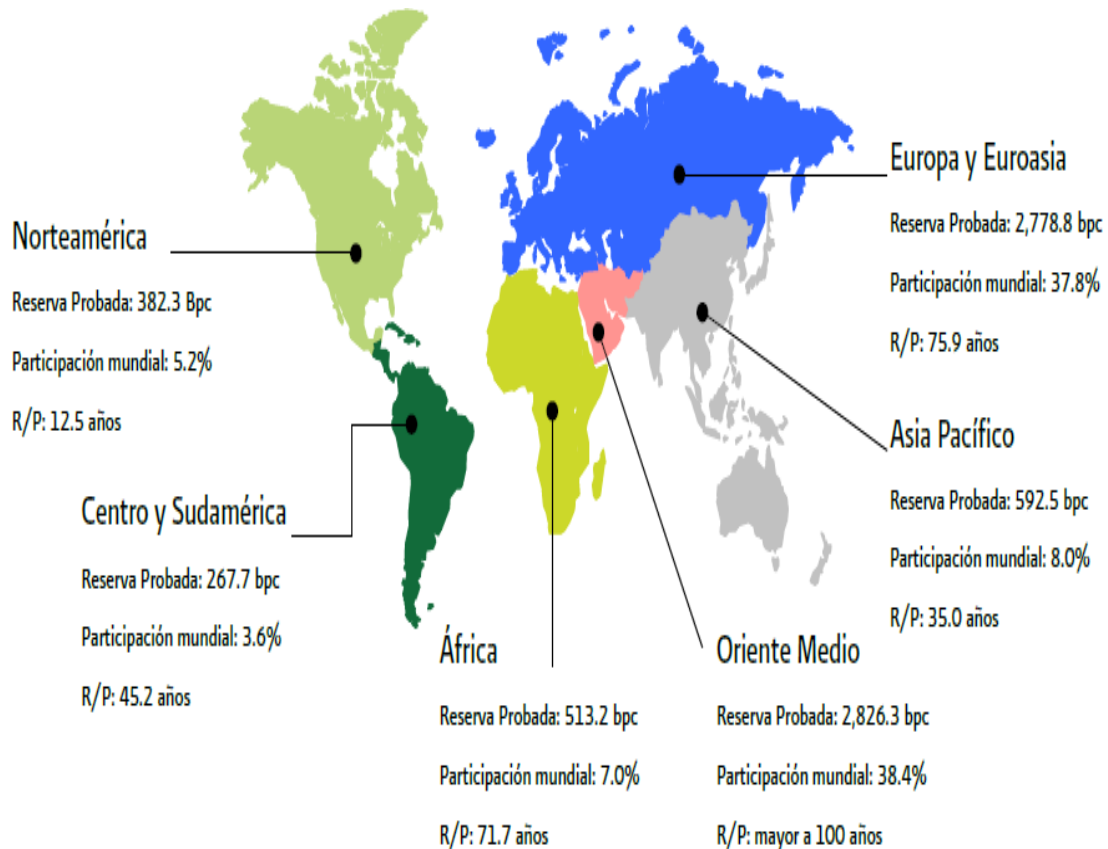 Norteamérica
Reserva Probada: 382.3 Bpc
Participación mundial: 5.2%
R/P: 12.5 años
Centro y Sudamérica
Reserva Probada: 267.7 bpc
Participación mundial: 3.6%
R/P: 45.2 años
África
Reserva Probada: 513.2 bpc
Participación mundial: 7.0%
R/P: 71.7 años
Oriente Medio
Reserva Probada: 2,826.3 bpc
Participación mundial: 38.4%
R/P: mayor a 100 años
Europa y Euroasia
Reserva Probada: 2,778.8 bpc
Participación mundial: 37.8%
R/P: 75.9 años
Asia Pacífico
Reserva Probada: 592.5 bpc
Participación mundial: 8.0%
R/P: 35.0 años